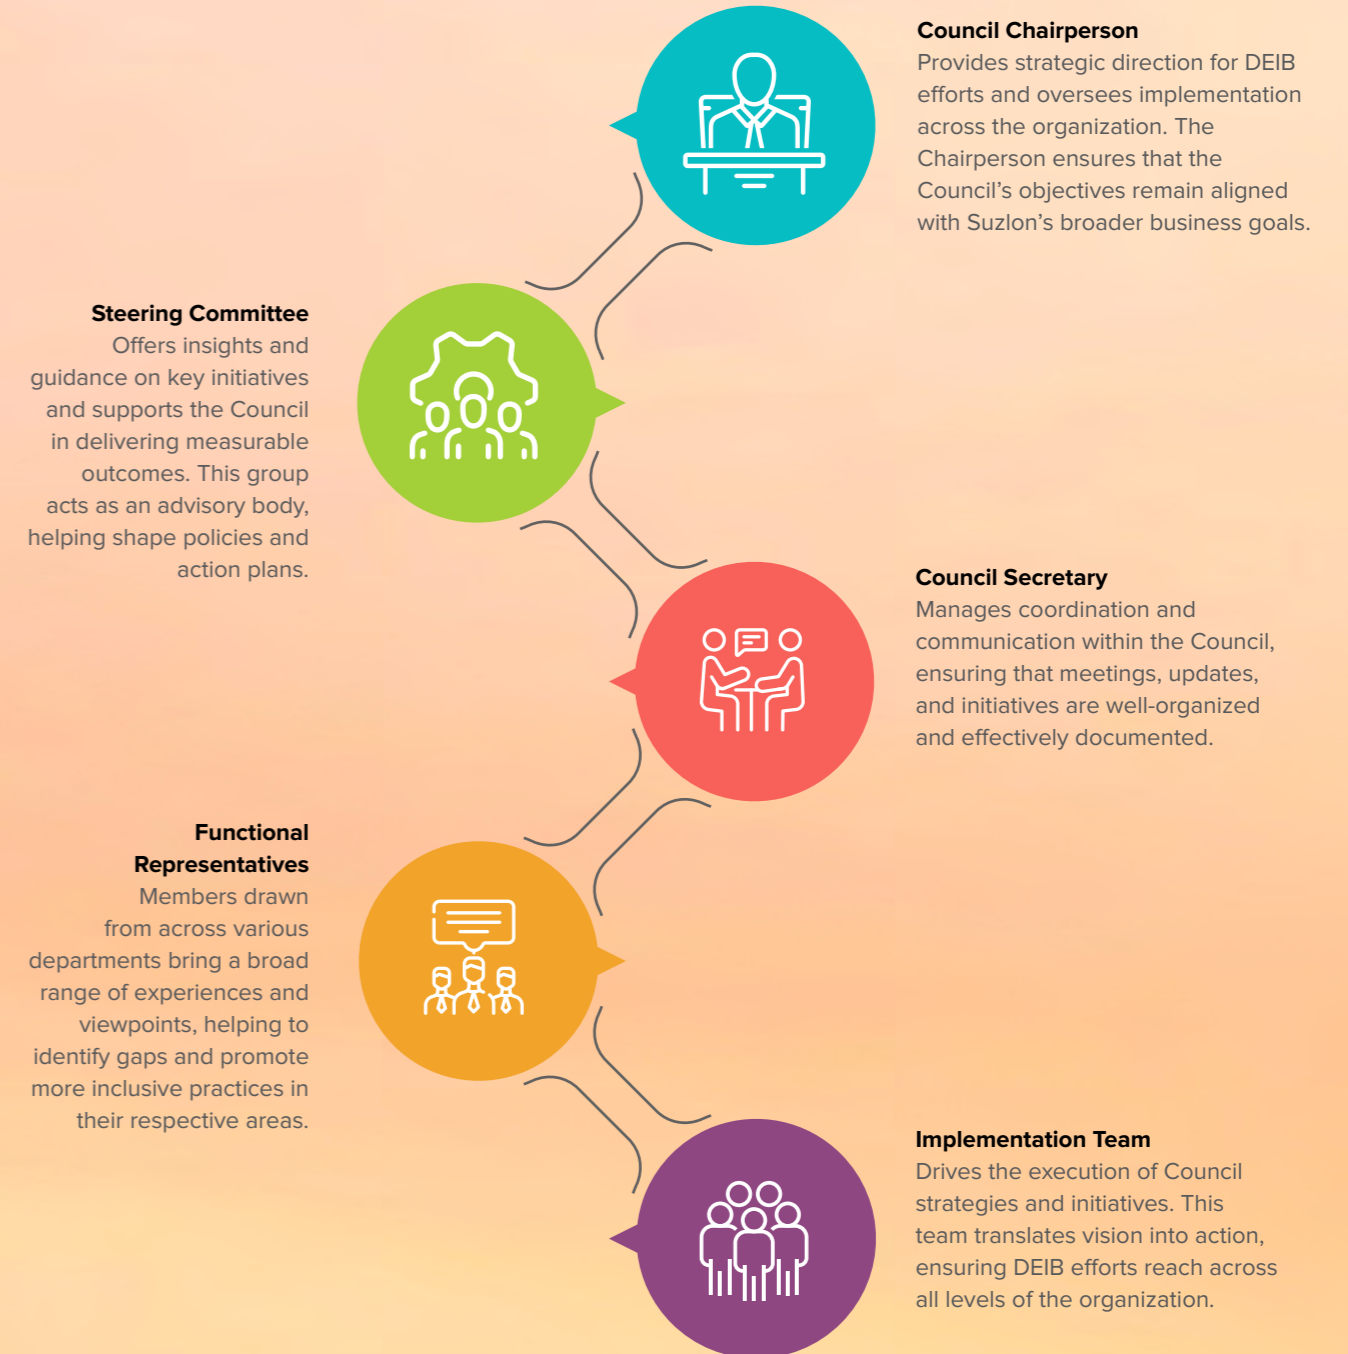 Council Chairperson
Provides strategic direction for DEIB
efforts and oversees implementation
across the organization. The
Chairperson ensures that the
Council’s objectives remain aligned
with Suzlon’s broader business goals.
Steering Committee
Offers insights and
guidance on key initiatives
and supports the Council
in delivering measurable
outcomes. This group
acts as an advisory body,
helping shape policies and
action plans.
Council Secretary
Manages coordination and
communication within the Council,
ensuring that meetings, updates,
and initiatives are well-organized
and effectively documented.
Functional
Representatives
Members drawn
from across various
departments bring a broad
range of experiences and
viewpoints, helping to
identify gaps and promote
more inclusive practices in
their respective areas.
Implementation Team
Drives the execution of Council
strategies and initiatives. This
team translates vision into action,
ensuring DEIB efforts reach across
all levels of the organization.